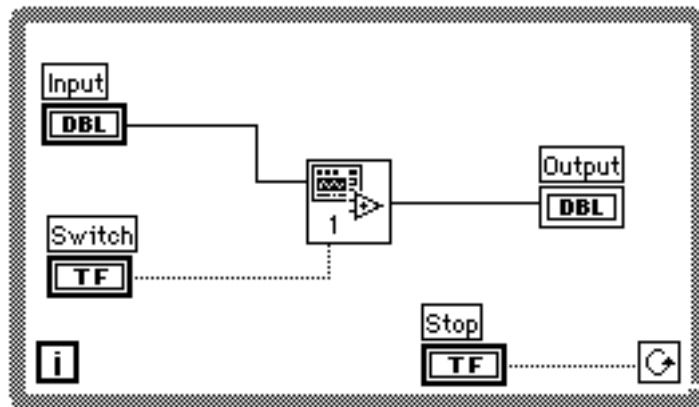 Input
DBL
Output
DBL
1
Switch
TF
Stop
TF
i